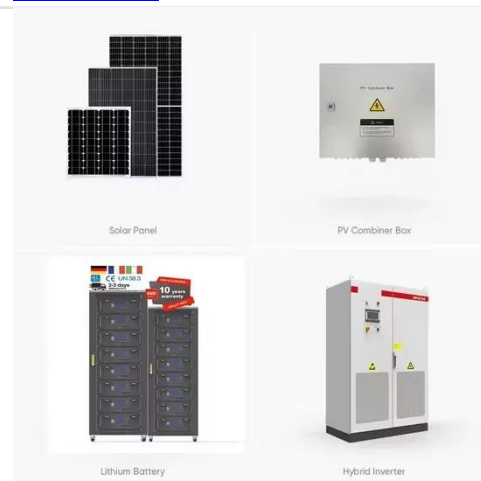 PV Combiner Box
Solar Panel
PV Combiner Box
CE UN38.3
2-3 days
10 years
warranty
Lithium Battery
Hybrid Inverter